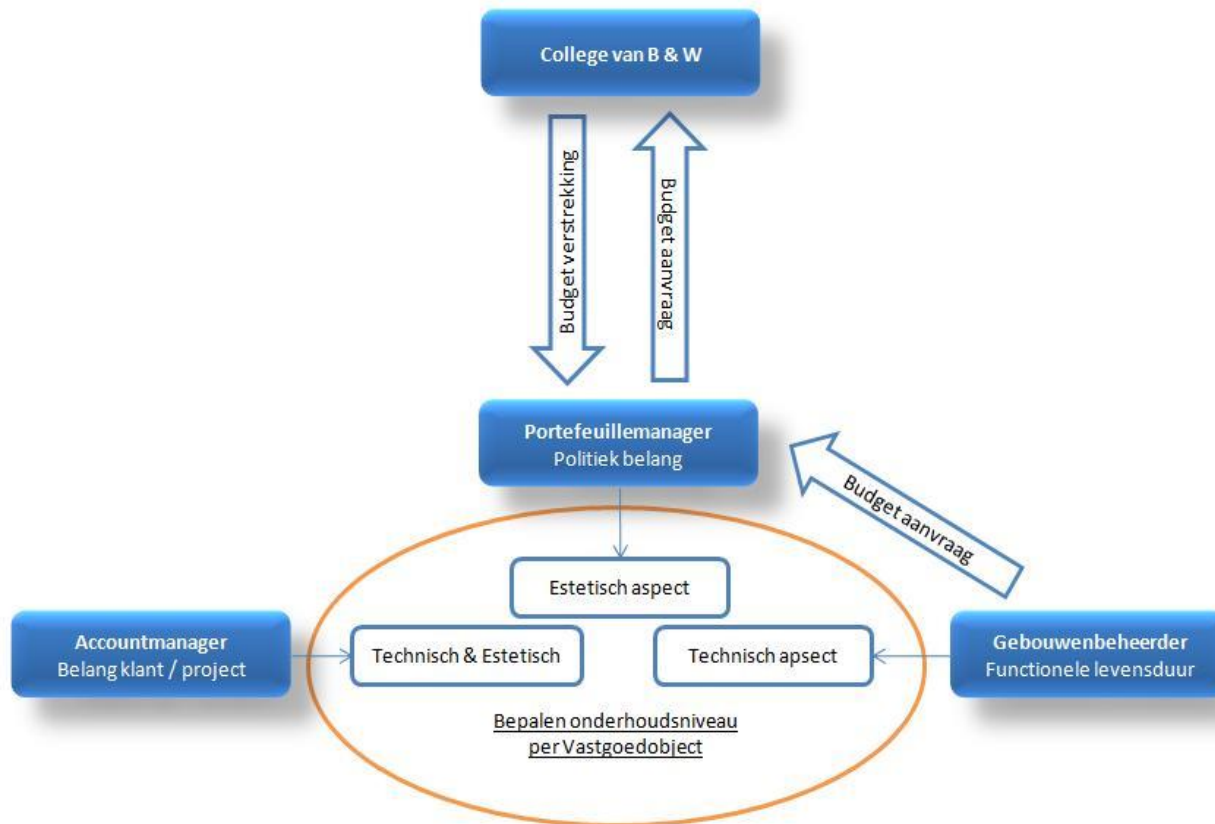 College van B & W
Budget verstrekking
Budget aanvraag
Portefeuillemanager
Politiek belang
Budget aanvraag
Estetisch aspect
Accountmanager
Belang klant / project
Technisch & Estetisch
Technisch apsect
Gebouwenbeheerder
Functionele levensduur
Bepalen onderhoudsniveau
per Vastgoedobject